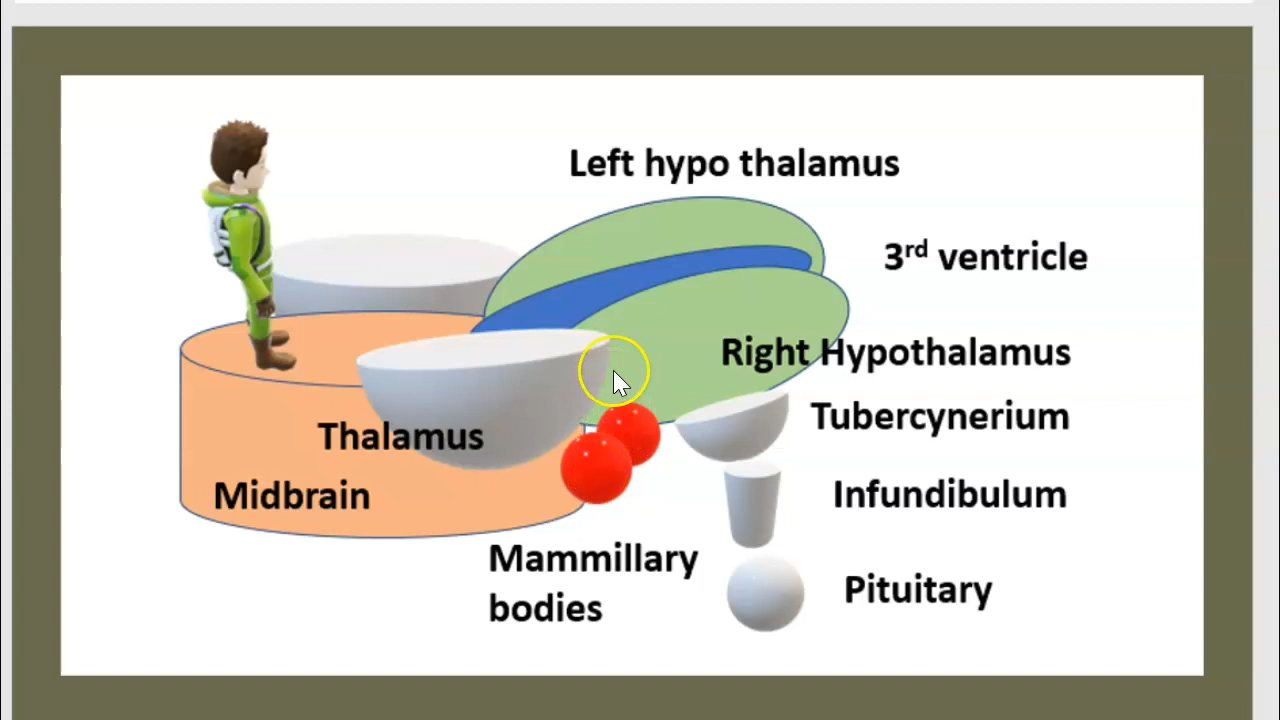 Left hypo thalamus
3rd ventricle
Right Hypothalamus
Tubercynerium
Thalamus
Midbrain
Infundibulum
Mammillary
bodies
Pituitary